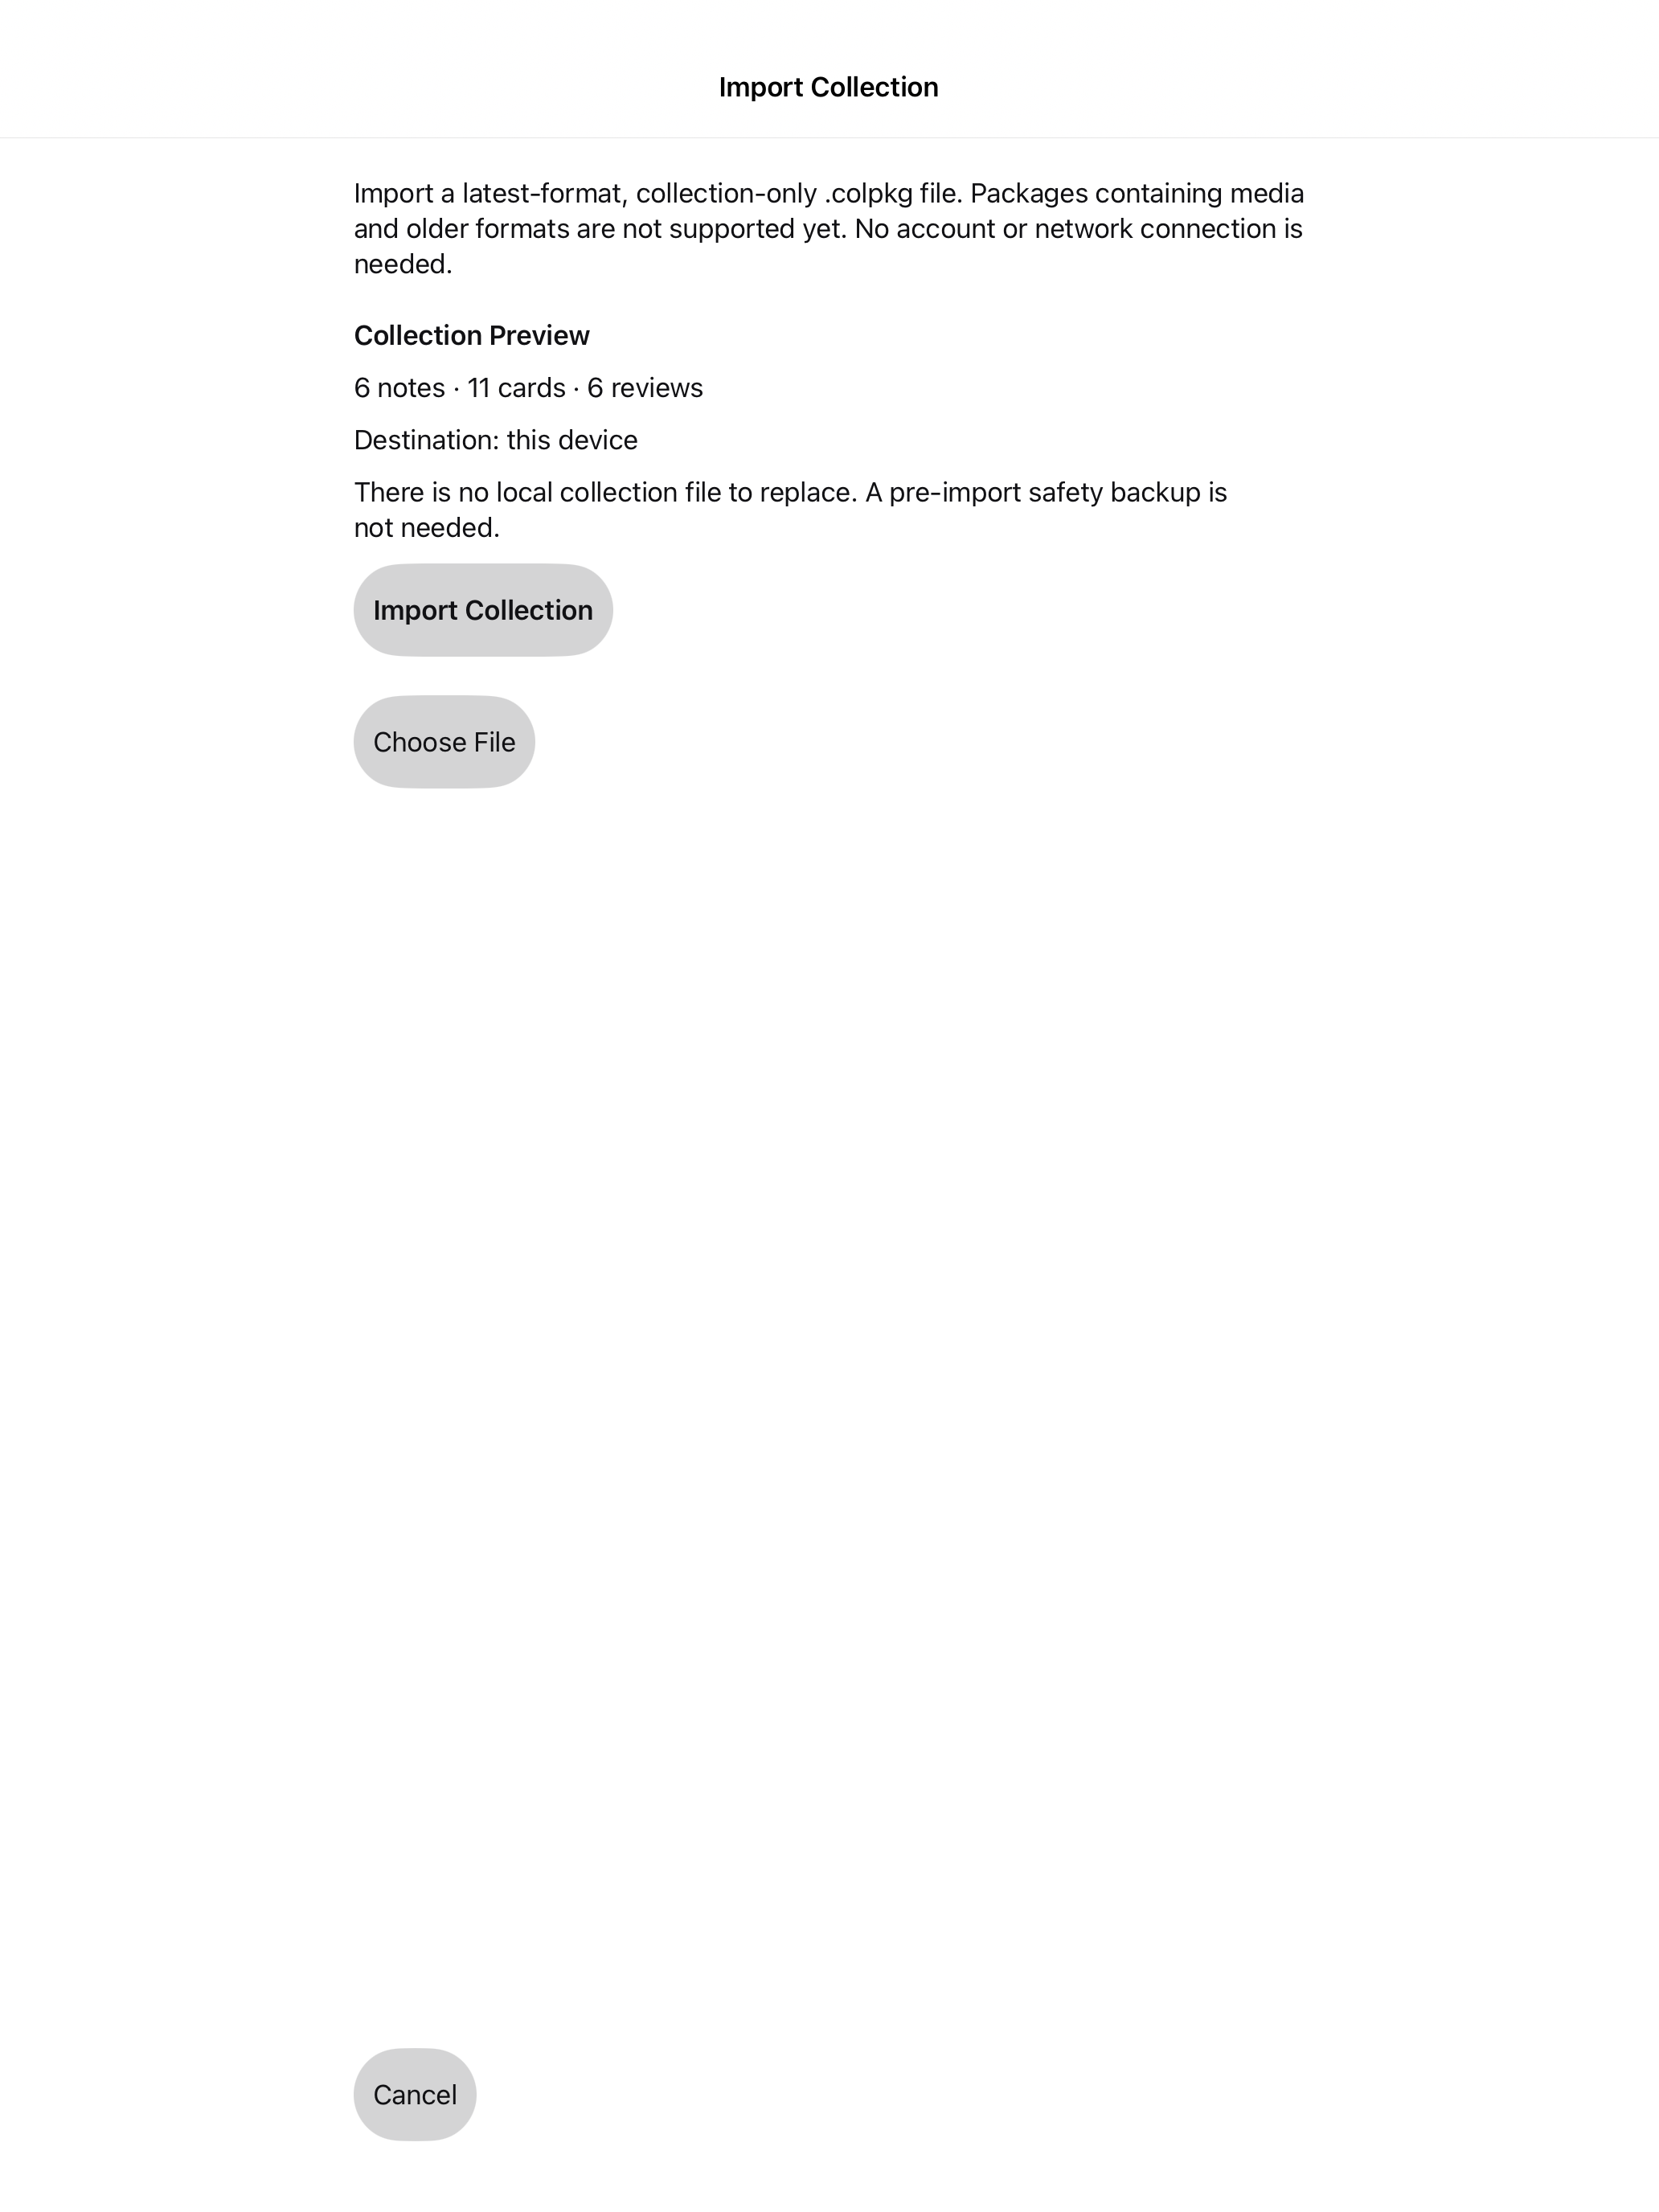 Import Collection
Import a latest-format, collection-only .colpkg file. Packages containing media
and older formats are not supported yet. No account or network connection is
needed.
Collection Preview
6 notes · 11 cards · 6 reviews
Destination: this device
There is no local collection file to replace. A pre-import safety backup is
not needed.
Import Collection
Choose File
Cancel